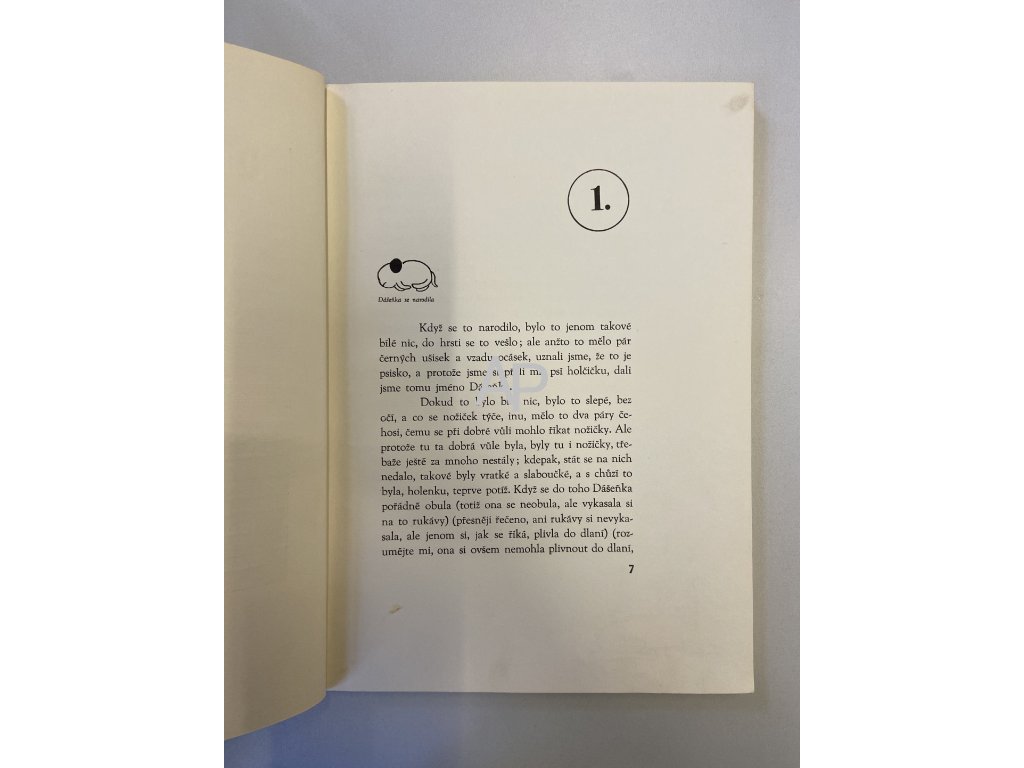 1.
Dášeňka se narodila
Když se to narodilo, bylo to jenom takové
bílé nic, do hrsti se to vešlo; ale anžto to mělo pár
černých ušisek a vzadu ocásek, uznali jsme, že to je
psisko, a protože jsme si přáli mít psí holčičku, dali
jsme tomu jméno
Dokud to bylo bílé nic, bylo to slepé, bez
očí, a co se nožiček týče, inu, mělo to dva páry če-
hosi, čemu se při dobré vůli mohlo říkat nožičky. Ale
protože tu ta dobrá vůle byla, byly tu i nožičky, tře-
baže ještě za mnoho nestály; kdepak, stát se na nich
nedalo, takové byly vratké a slaboučké, a s chůzí to
byla, holenku, teprve potíž. Když se do toho Dášeňka
pořádně obula (totiž ona se neobula, ale vykasala si
na to rukávy) (přesněji řečeno, ani rukávy si nevyka-
sala, ale jenom si, jak se říká, plivla do dlaní) (roz-
umějte mi, ona si ovšem nemohla plivnout do dlaní,
7
AP